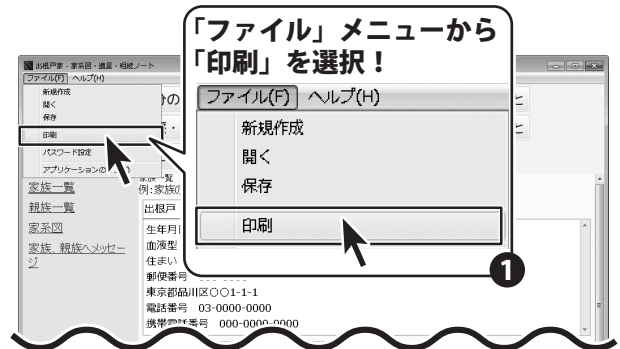 「ファイル」メニューから
「印刷」を選択！
出根戸家 - 家系図・遺言・相続ノート
ファイル(F) ヘルプ(H)
新規作成
開く
保存
印刷
パスワード設定
アプリケーションの
ファイル(F) ヘルプ(H)
新規作成
開く
保存
印刷
1
家族一覧
親族一覧
家系図
家族、親族へメッセージ
例:家族の
出根戸
生年月日
血液型
住まい
郵便番号 000-0000
東京都品川区〇〇1-1-1
電話番号 03-0000-0000
携帯電話番号 000-0000-0000